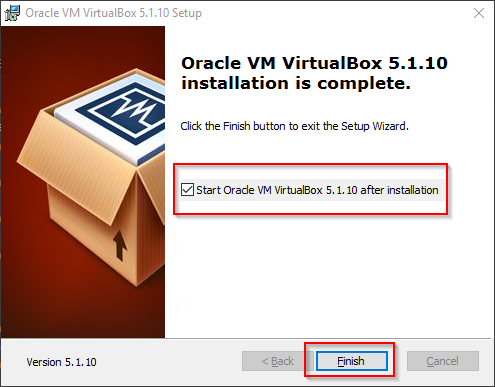 Oracle VM VirtualBox 5.1.10 Setup
Oracle VM VirtualBox 5.1.10
installation is complete.
Click the Finish button to exit the Setup Wizard.
Start Oracle VM VirtualBox 5.1.10 after installation
Version 5.1.10
< Back
Finish
Cancel